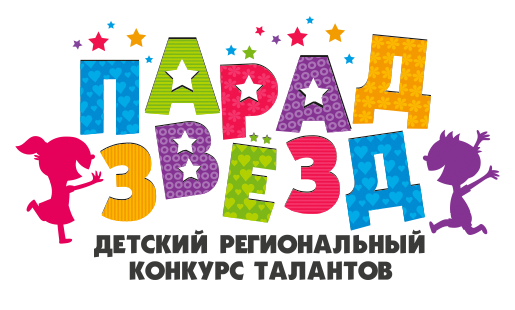 ПАРАД
ЗВЁЗД
ДЕТСКИЙ РЕГИОНАЛЬНЫЙ
КОНКУРС ТАЛАНТОВ